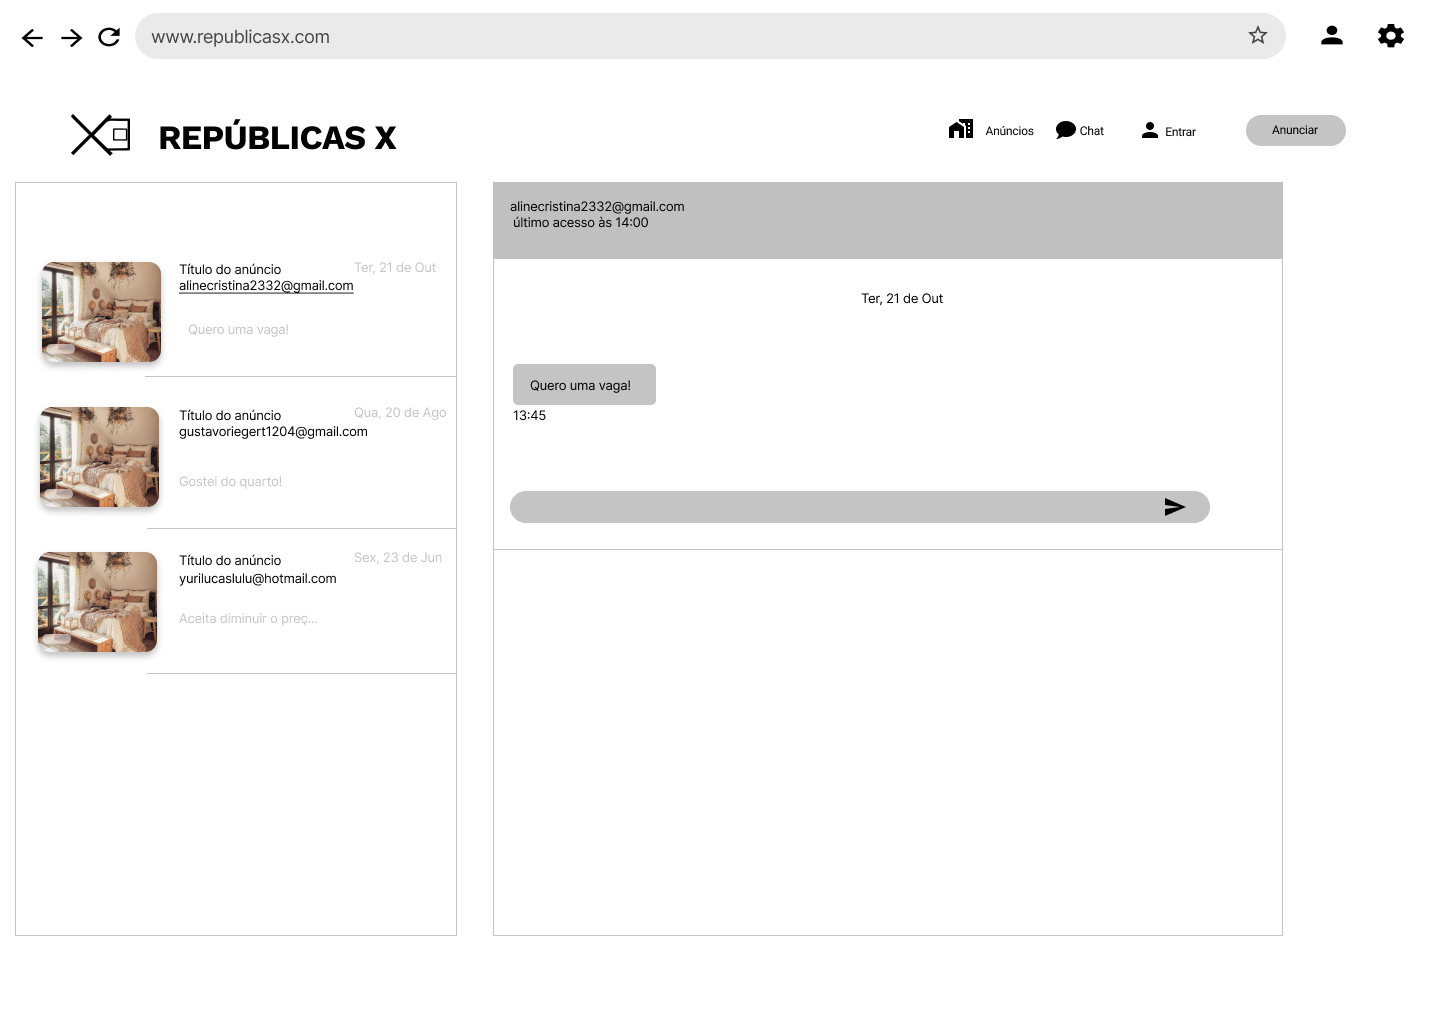 www.republicasx.com
REPÚBLICAS X
Anúncios
Chat
Entrar
Anunciar
Título do anúncio
Ter, 21 de Out
alinecristina2332@gmail.com
Quero uma vaga!
Título do anúncio
Qua, 20 de Ago
gustavoriegert1204@gmail.com
Gostei do quarto!
Título do anúncio
Sex, 23 de Jun
yurilucaslulu@hotmail.com
Aceita diminuir o preç...
alinecristina2332@gmail.com
último acesso às 14:00
Ter, 21 de Out
Quero uma vaga!
13:45